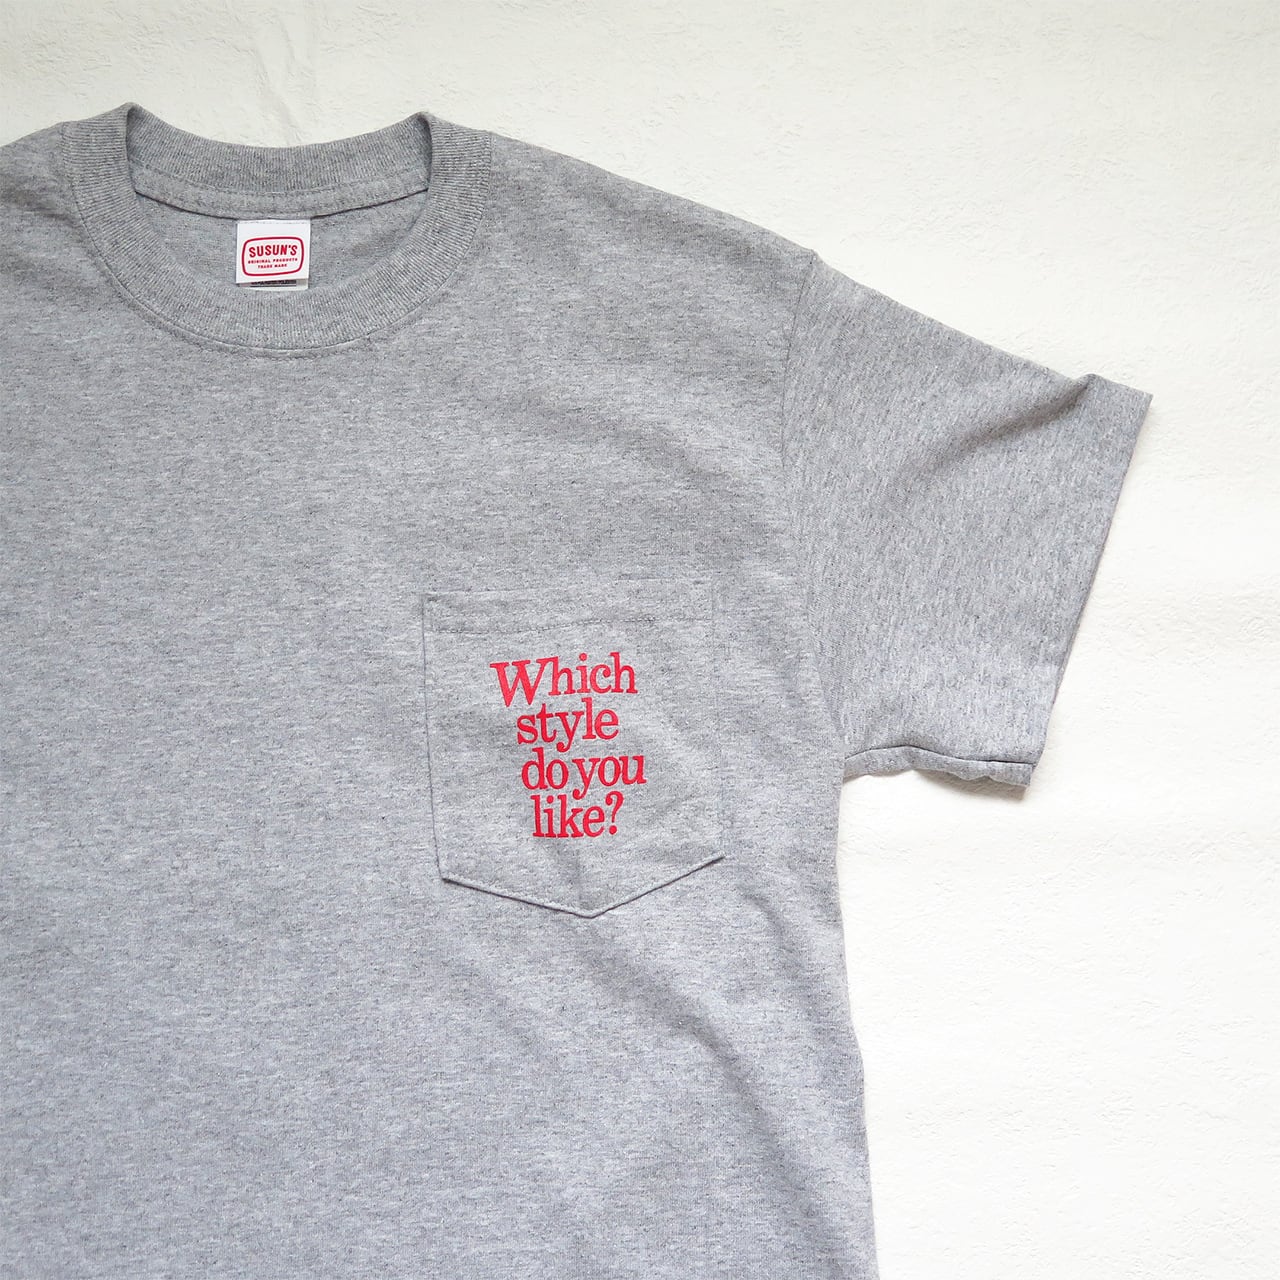 SUSUN'S
ORIGINAL PRODUCTS
TRADE MARK
Which
style
do you
like?